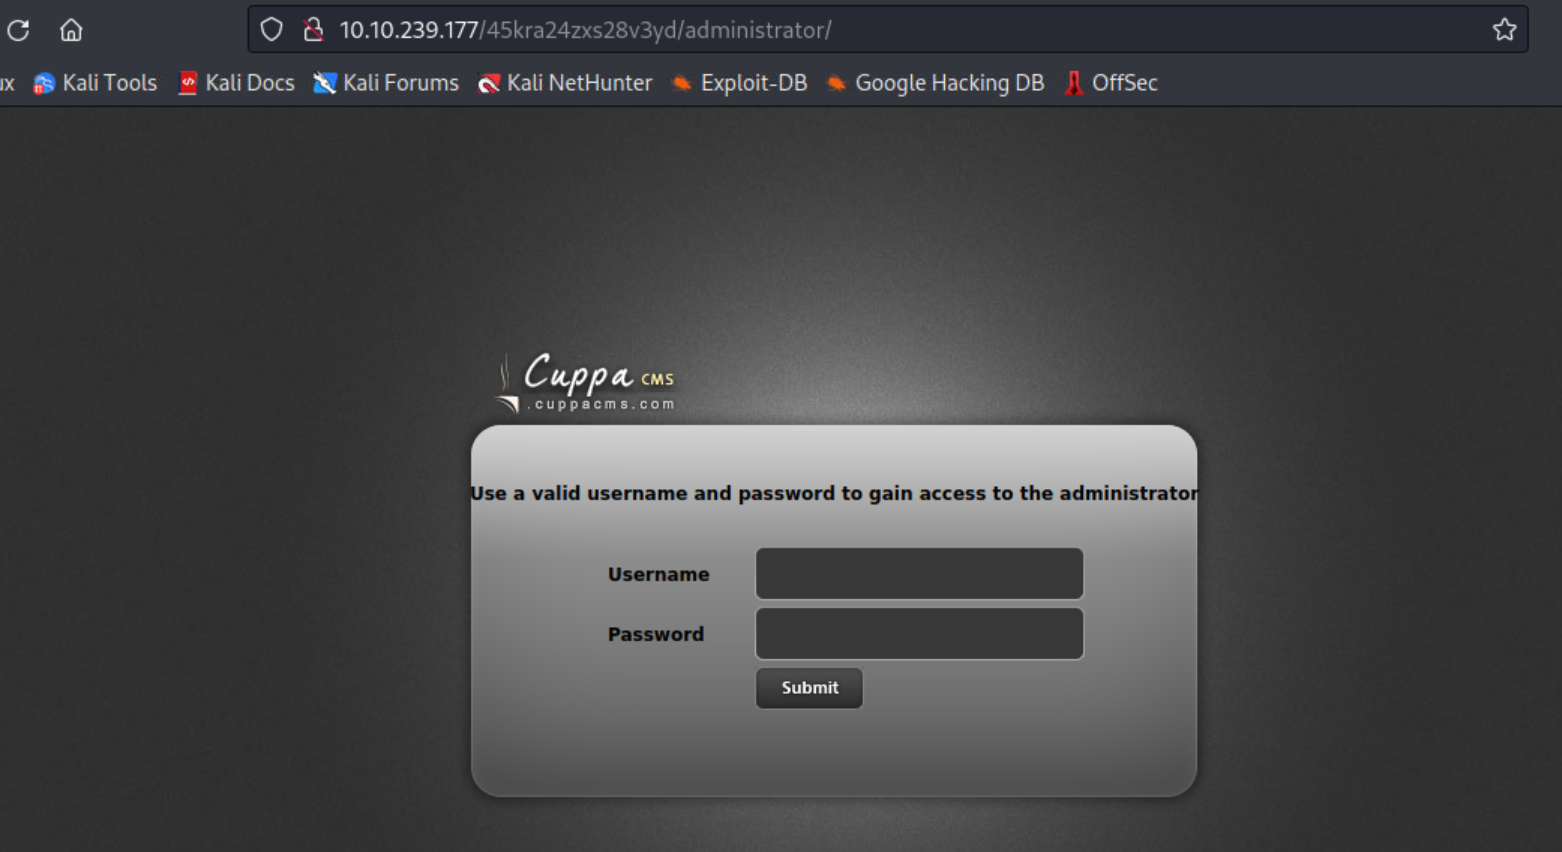 10.10.239.177/45kra24zxs28v3yd/administrator/
ux Kali Tools Kali Docs Kali Forums Kali NetHunter Exploit-DB Google Hacking DB OffSec
Cuppa CMS
.cuppacms.com
Use a valid username and password to gain access to the administrator
Username
Password
Submit